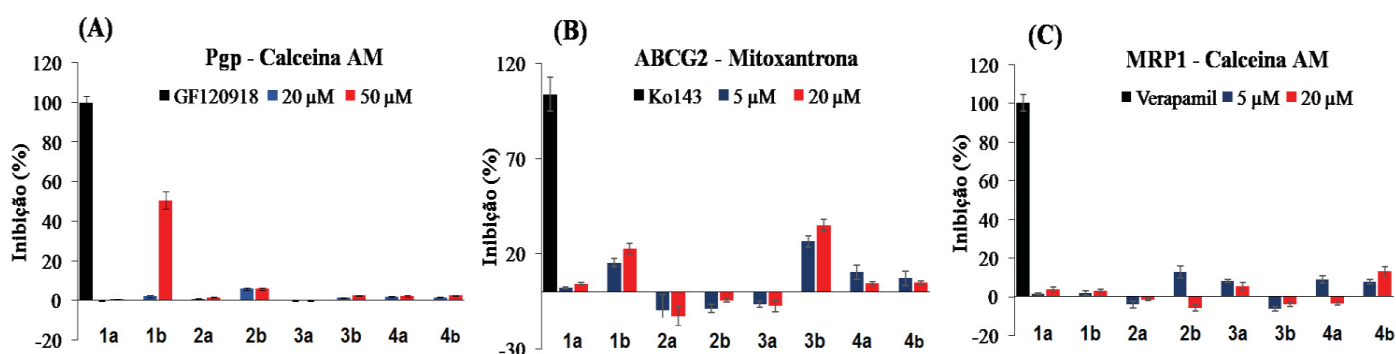 (A)
Pgp - Calceina AM
GF120918 20 µM 50 µM
Inibição (%)
120
100
80
60
40
20
0
-20
1a 1b 2a 2b 3a 3b 4a 4b
(B)
ABCG2 - Mitoxantrona
Ko143 5 µM 20 µM
Inibição (%)
120
70
20
-30
1a 1b 2a 2b 3a 3b 4a 4b
(C)
MRP1 - Calceina AM
Verapamil 5 µM 20 µM
Inibição (%)
120
100
80
60
40
20
0
-20
1a 1b 2a 2b 3a 3b 4a 4b